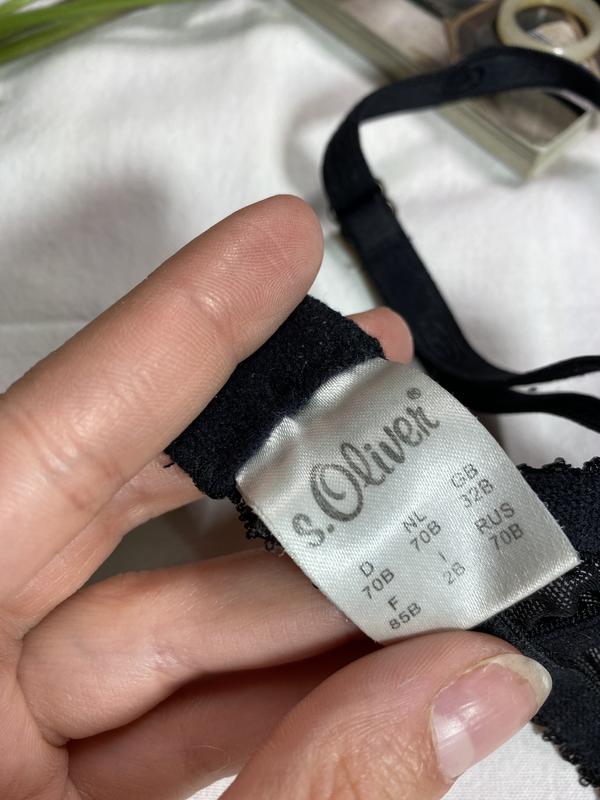 s.Oliver®
D NL GB
70B 70B 32B
F I RUS
85B 2B 70B